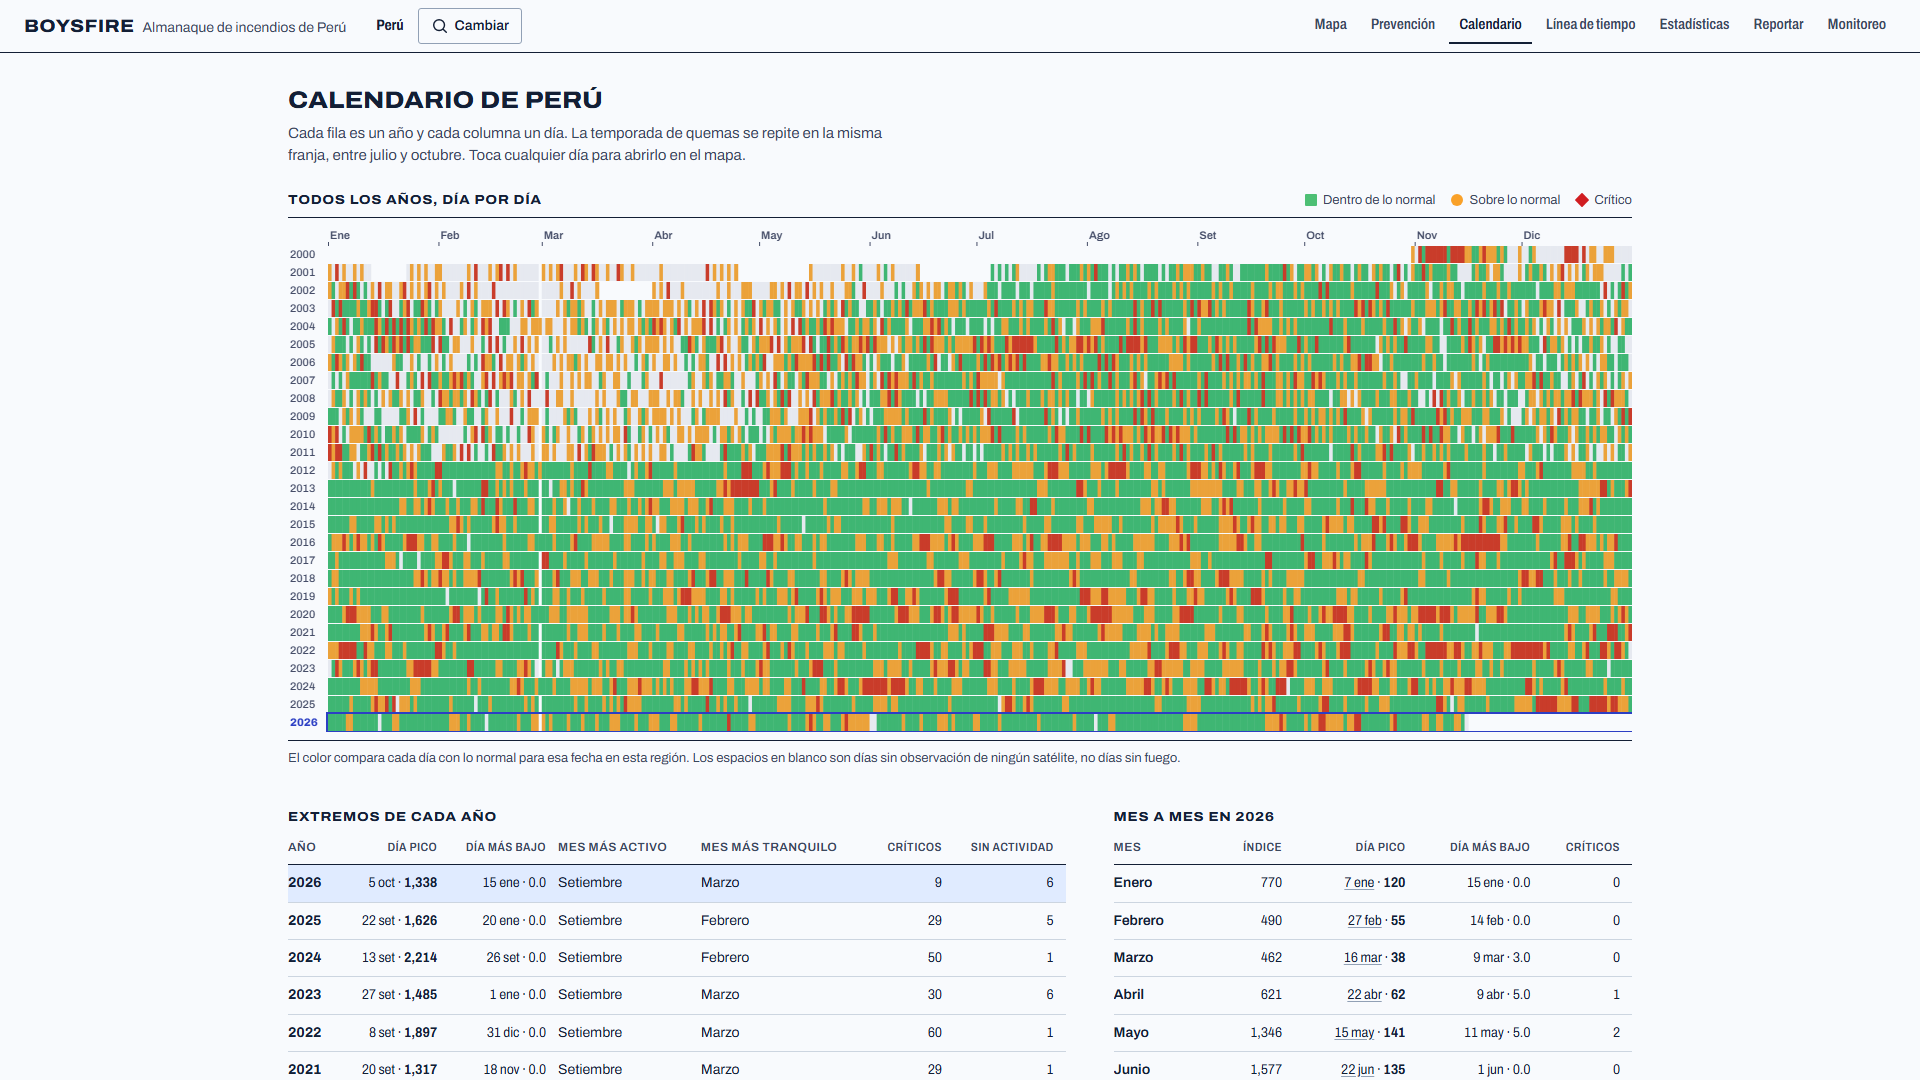 BOYSFIRE Almanaque de incendios de Perú Perú Cambiar Mapa Prevención Calendario Línea de tiempo Estadísticas Reportar Monitoreo
CALENDARIO DE PERÚ
Cada fila es un año y cada columna un día. La temporada de quemas se repite en la misma
franja, entre julio y octubre. Toca cualquier día para abrirlo en el mapa.
TODOS LOS AÑOS, DÍA POR DÍA Dentro de lo normal Sobre lo normal Crítico
Ene Feb Mar Abr May Jun Jul Ago Set Oct Nov Dic
2000
2001
2002
2003
2004
2005
2006
2007
2008
2009
2010
2011
2012
2013
2014
2015
2016
2017
2018
2019
2020
2021
2022
2023
2024
2025
2026
El color compara cada día con lo normal para esa fecha en esta región. Los espacios en blanco son días sin observación de ningún satélite, no días sin fuego.
EXTREMOS DE CADA AÑO
AÑO DÍA PICO DÍA MÁS BAJO MES MÁS ACTIVO MES MÁS TRANQUILO CRÍTICOS SIN ACTIVIDAD
2026 5 oct · 1,338 15 ene · 0.0 Setiembre Marzo 9 6
2025 22 set · 1,626 20 ene · 0.0 Setiembre Febrero 29 5
2024 13 set · 2,214 26 set · 0.0 Setiembre Febrero 50 1
2023 27 set · 1,485 1 ene · 0.0 Setiembre Marzo 30 6
2022 8 set · 1,897 31 dic · 0.0 Setiembre Marzo 60 1
2021 20 set · 1,317 18 nov · 0.0 Setiembre Marzo 29 1
MES A MES EN 2026
MES ÍNDICE DÍA PICO DÍA MÁS BAJO CRÍTICOS
Enero 770 7 ene · 120 15 ene · 0.0 0
Febrero 490 27 feb · 55 14 feb · 0.0 0
Marzo 462 16 mar · 38 9 mar · 3.0 0
Abril 621 22 abr · 62 9 abr · 5.0 1
Mayo 1,346 15 may · 141 11 may · 5.0 2
Junio 1,577 22 jun · 135 1 jun · 0.0 0